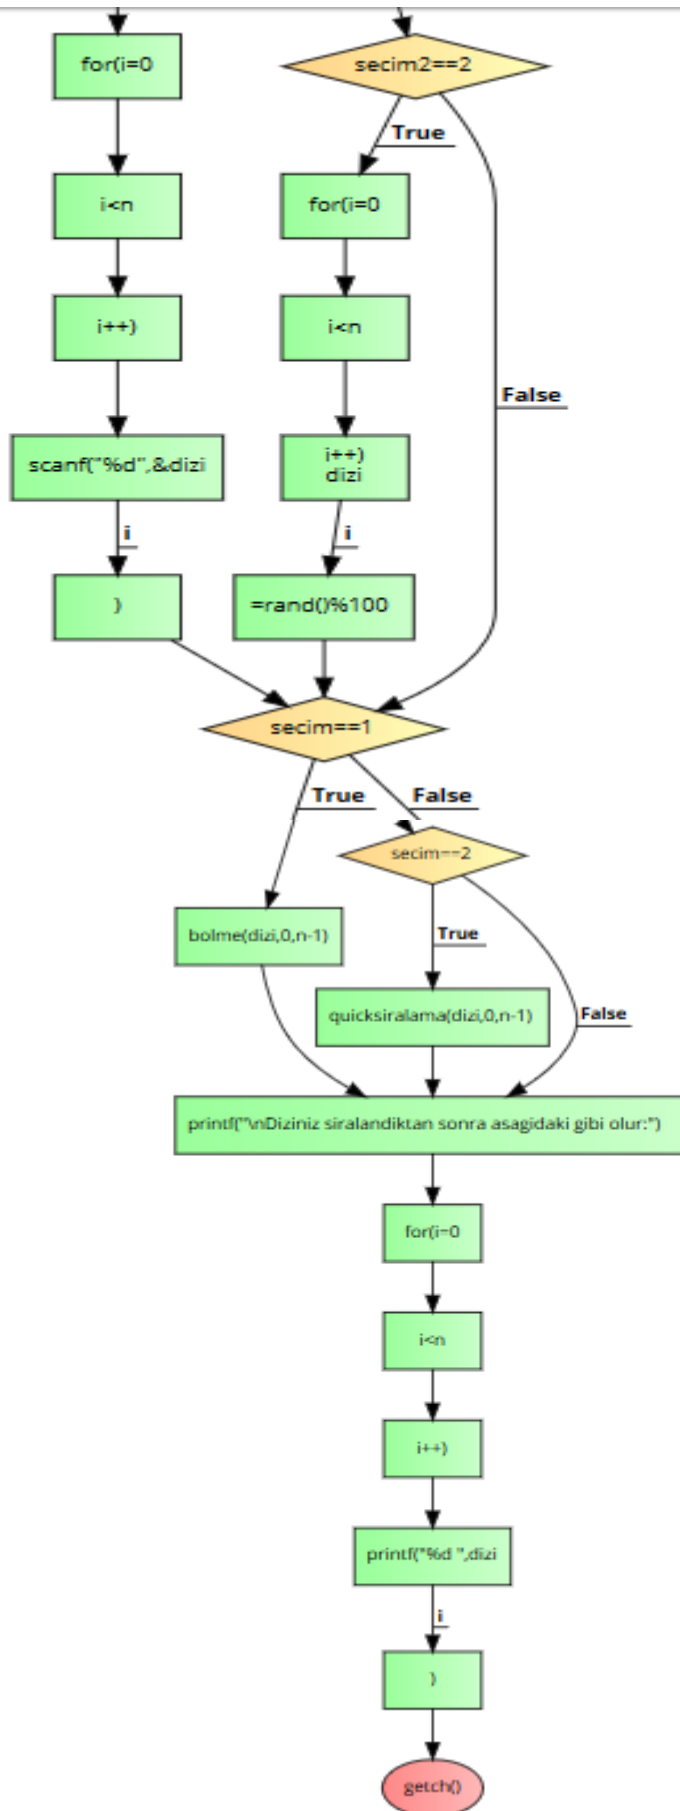 for(i=0
i<n
i++)
scanf("%d",&dizi
i
)
secim2==2
True
for(i=0
i<n
i++)
dizi
i
=rand()%100
False
secim==1
True
False
bolme(dizi,0,n-1)
secim==2
True
False
quicksiralama(dizi,0,n-1)
printf("\nDiziniz siralandiktan sonra asagidaki gibi olur:")
for(i=0
i<n
i++)
printf("%d ",dizi
i
)
getch()